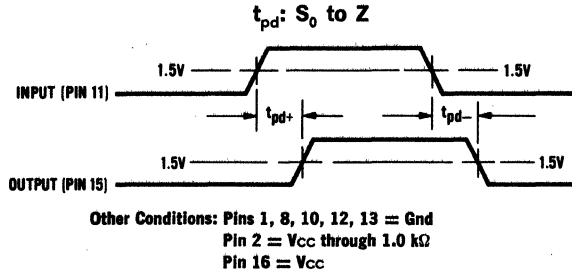 tpd: S0 to Z
1.5V 1.5V
INPUT (PIN 11)
tpd+ tpd–
1.5V 1.5V
OUTPUT (PIN 15)
Other Conditions: Pins 1, 8, 10, 12, 13 = Gnd
Pin 2 = VCC through 1.0 kΩ
Pin 16 = VCC